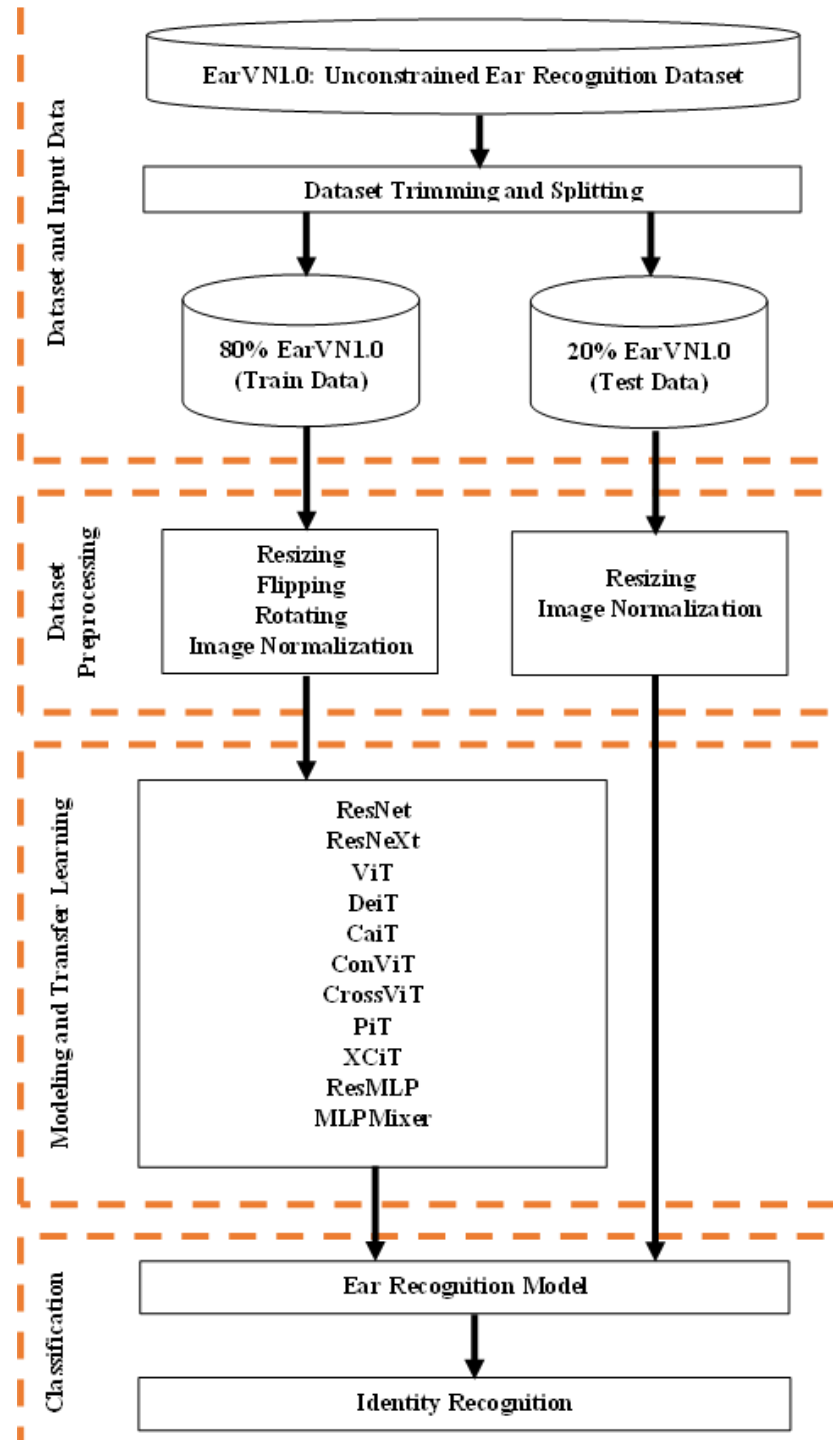 Dataset and Input Data
EarVN1.0: Unconstrained Ear Recognition Dataset
Dataset Trimming and Splitting
80% EarVN1.0
(Train Data)
20% EarVN1.0
(Test Data)
Dataset
Preprocessing
Resizing
Flipping
Rotating
Image Normalization
Resizing
Image Normalization
Modeling and Transfer Learning
ResNet
ResNeXt
ViT
DeiT
CaiT
ConViT
CrossViT
PiT
XCiT
ResMLP
MLPMixer
Classification
Ear Recognition Model
Identity Recognition